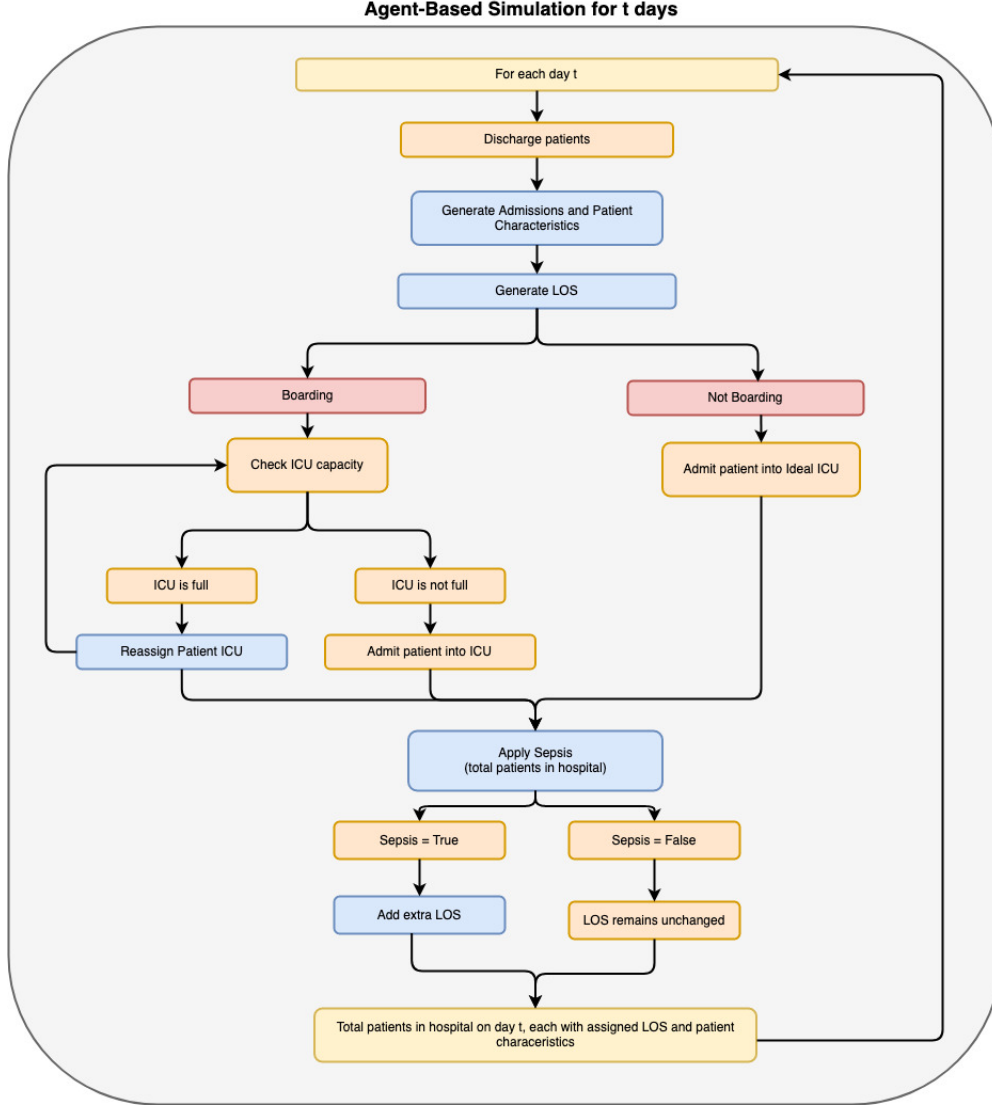 Agent-Based Simulation for t days
For each day t
Discharge patients
Generate Admissions and Patient
Characteristics
Generate LOS
Boarding
Not Boarding
Check ICU capacity
Admit patient into Ideal ICU
ICU is full
ICU is not full
Reassign Patient ICU
Admit patient into ICU
Apply Sepsis
(total patients in hospital)
Sepsis = True
Sepsis = False
Add extra LOS
LOS remains unchanged
Total patients in hospital on day t, each with assigned LOS and patient
characeristics